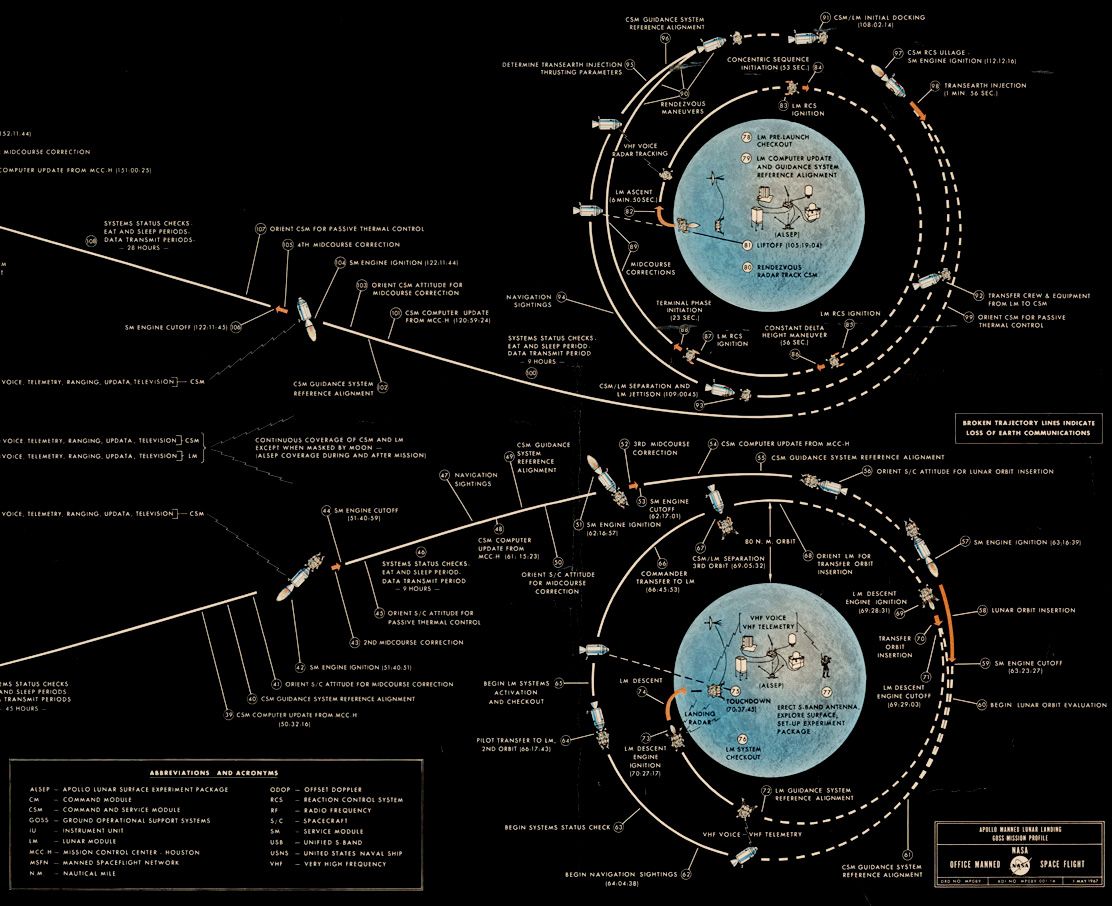 CSM GUIDANCE SYSTEM
REFERENCE ALIGNMENT
96
91 CSM/LM INITIAL DOCKING
(108:02:14)
DETERMINE TRANSEARTH INJECTION 95
THRUSTING PARAMETERS
CONCENTRIC SEQUENCE
INITIATION (53 SEC.) 84
97 CSM RCS ULLAGE -
SM ENGINE IGNITION (112:12:16)
98 TRANSEARTH INJECTION
(1 MIN 56 SEC.)
90
RENDEZVOUS
MANEUVERS
83 LM RCS
IGNITION
152:11:44)
MIDCOURSE CORRECTION
COMPUTER UPDATE FROM MCC.H (151:00:25)
VHF VOICE
RADAR TRACKING
78 LM PRE-LAUNCH
CHECKOUT
79 LM COMPUTER UPDATE
AND GUIDANCE SYSTEM
REFERENCE ALIGNMENT
LM ASCENT
(6 MIN. 50 SEC.)
82
(ALSEP)
81 LIFTOFF (105:19:04)
80 RENDEZVOUS
RADAR TRACK CSM
89
MIDCOURSE
CORRECTIONS
108
SYSTEMS STATUS CHECKS
EAT AND SLEEP PERIODS-
DATA TRANSMIT PERIODS-
— 28 HOURS —
107 ORIENT CSM FOR PASSIVE THERMAL CONTROL
105 4TH MIDCOURSE CORRECTION
104 SM ENGINE IGNITION (122:11:44)
103 ORIENT CSM ATTITUDE FOR
MIDCOURSE CORRECTION
101 CSM COMPUTER UPDATE
FROM MCC.H (120:59:24)
SM ENGINE CUTOFF (122:11:45) 106
NAVIGATION 94
SIGHTINGS
TERMINAL PHASE
INITIATION
(23 SEC.)
88
87 LM RCS
IGNITION
LM RCS IGNITION
85
CONSTANT DELTA
HEIGHT MANEUVER
(56 SEC.)
86
92 TRANSFER CREW & EQUIPMENT
FROM LM TO CSM
99 ORIENT CSM FOR PASSIVE
THERMAL CONTROL
SYSTEMS STATUS CHECKS-
EAT AND SLEEP PERIOD-
DATA TRANSMIT PERIOD
— 9 HOURS —
100
VOICE, TELEMETRY, RANGING, UPDATA, TELEVISION CSM
CSM GUIDANCE SYSTEM
REFERENCE ALIGNMENT 102
CSM/LM SEPARATION AND
LM JETTISON (109:0045)
93
BROKEN TRAJECTORY LINES INDICATE
LOSS OF EARTH COMMUNICATIONS
VOICE, TELEMETRY, RANGING, UPDATA, TELEVISION CSM
VOICE, TELEMETRY, RANGING, UPDATA, TELEVISION LM
CONTINUOUS COVERAGE OF CSM AND LM
EXCEPT WHEN MASKED BY MOON
(ALSEP COVERAGE DURING AND AFTER MISSION)
49 CSM GUIDANCE
SYSTEM
REFERENCE
ALIGNMENT
52 3RD MIDCOURSE
CORRECTION
54 CSM COMPUTER UPDATE FROM MCC-H
55 CSM GUIDANCE SYSTEM REFERENCE ALIGNMENT
56 ORIENT S/C ATTITUDE FOR LUNAR ORBIT INSERTION
47 NAVIGATION
SIGHTINGS
53 SM ENGINE
CUTOFF
(62:17:01)
51 SM ENGINE IGNITION
(62:16:57)
VOICE, TELEMETRY, RANGING, UPDATA, TELEVISION CSM
44 SM ENGINE CUTOFF
(51:40:59)
48
CSM COMPUTER
UPDATE FROM
MCC H (61:15:23)
46
SYSTEMS STATUS CHECKS
EAT AND SLEEP PERIOD-
DATA TRANSMIT PERIOD
— 9 HOURS —
50
ORIENT S/C ATTITUDE
FOR MIDCOURSE
CORRECTION
67
CSM/LM SEPARATION
3RD ORBIT (69:05:32)
80 N. M. ORBIT
68 ORIENT LM FOR
TRANSFER ORBIT
INSERTION
57 SM ENGINE IGNITION (63:16:39)
66
COMMANDER
TRANSFER TO LM
(66:45:53)
LM DESCENT
ENGINE IGNITION
(69:28:31)
69
58 LUNAR ORBIT INSERTION
45 ORIENT S/C ATTITUDE FOR
PASSIVE THERMAL CONTROL
43 2ND MIDCOURSE CORRECTION
42 SM ENGINE IGNITION (51:40:51)
41 ORIENT S/C ATTITUDE FOR MIDCOURSE CORRECTION
40 CSM GUIDANCE SYSTEM REFERENCE ALIGNMENT
39 CSM COMPUTER UPDATE FROM MCC.H
(50:32:16)
EMS STATUS CHECKS
AND SLEEP PERIODS
TRANSMIT PERIODS
— 45 HOURS —
VHF VOICE
VHF TELEMETRY
(ALSEP)
TRANSFER 70
ORBIT
INSERTION
71
LM DESCENT
ENGINE CUTOFF
(69:29:03)
59 SM ENGINE CUTOFF
(63:23:27)
60 BEGIN LUNAR ORBIT EVALUATION
BEGIN LM SYSTEMS 65
ACTIVATION
AND CHECKOUT
LM DESCENT
74
75
TOUCHDOWN
(70:37:45)
LANDING
RADAR
77
ERECT S-BAND ANTENNA,
EXPLORE SURFACE,
SET-UP EXPERIMENT
PACKAGE
76
LM SYSTEM
CHECKOUT
PILOT TRANSFER TO LM, 64
2ND ORBIT (66:17:43)
73
LM DESCENT
ENGINE
IGNITION
(70:27:17)
72 LM GUIDANCE SYSTEM
REFERENCE ALIGNMENT
BEGIN SYSTEMS STATUS CHECK 63
VHF VOICE - VHF TELEMETRY
BEGIN NAVIGATION SIGHTINGS 62
(64:04:38)
61
CSM GUIDANCE SYSTEM
REFERENCE ALIGNMENT
ABBREVIATIONS AND ACRONYMS
ALSEP — APOLLO LUNAR SURFACE EXPERIMENT PACKAGE
CM — COMMAND MODULE
CSM — COMMAND AND SERVICE MODULE
GOSS — GROUND OPERATIONAL SUPPORT SYSTEMS
IU — INSTRUMENT UNIT
LM — LUNAR MODULE
MCC H — MISSION CONTROL CENTER - HOUSTON
MSFN — MANNED SPACEFLIGHT NETWORK
N.M. — NAUTICAL MILE
ODOP — OFFSET DOPPLER
RCS — REACTION CONTROL SYSTEM
RF — RADIO FREQUENCY
S/C — SPACECRAFT
SM — SERVICE MODULE
USB — UNIFIED S-BAND
USNS — UNITED STATES NAVAL SHIP
VHF — VERY HIGH FREQUENCY
APOLLO MANNED LUNAR LANDING
GOSS MISSION PROFILE
NASA
OFFICE MANNED NASA SPACE FLIGHT
1 MAY 1967